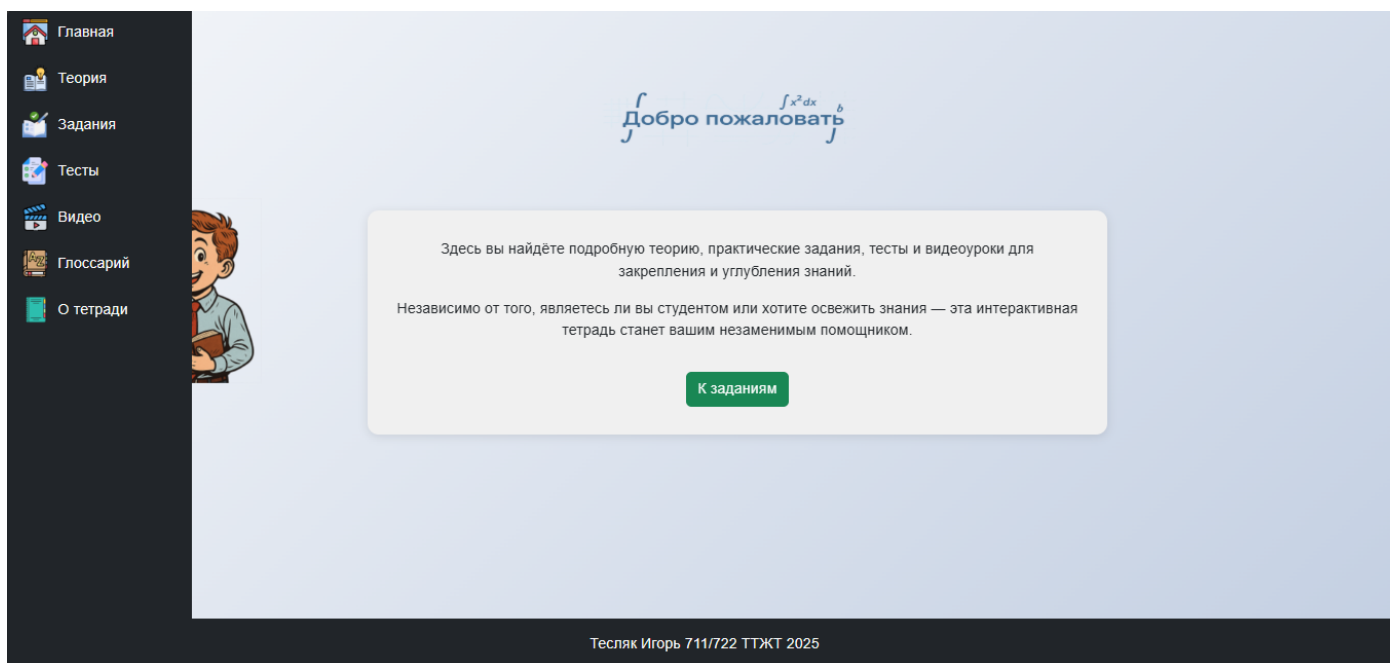 Главная
Теория
Задания
Тесты
Видео
Глоссарий
О тетради
∫x²dx b
Добро пожаловать
Здесь вы найдёте подробную теорию, практические задания, тесты и видеоуроки для
закрепления и углубления знаний.
Независимо от того, являетесь ли вы студентом или хотите освежить знания — эта интерактивная
тетрадь станет вашим незаменимым помощником.
К заданиям
Тесляк Игорь 711/722 ТТЖТ 2025